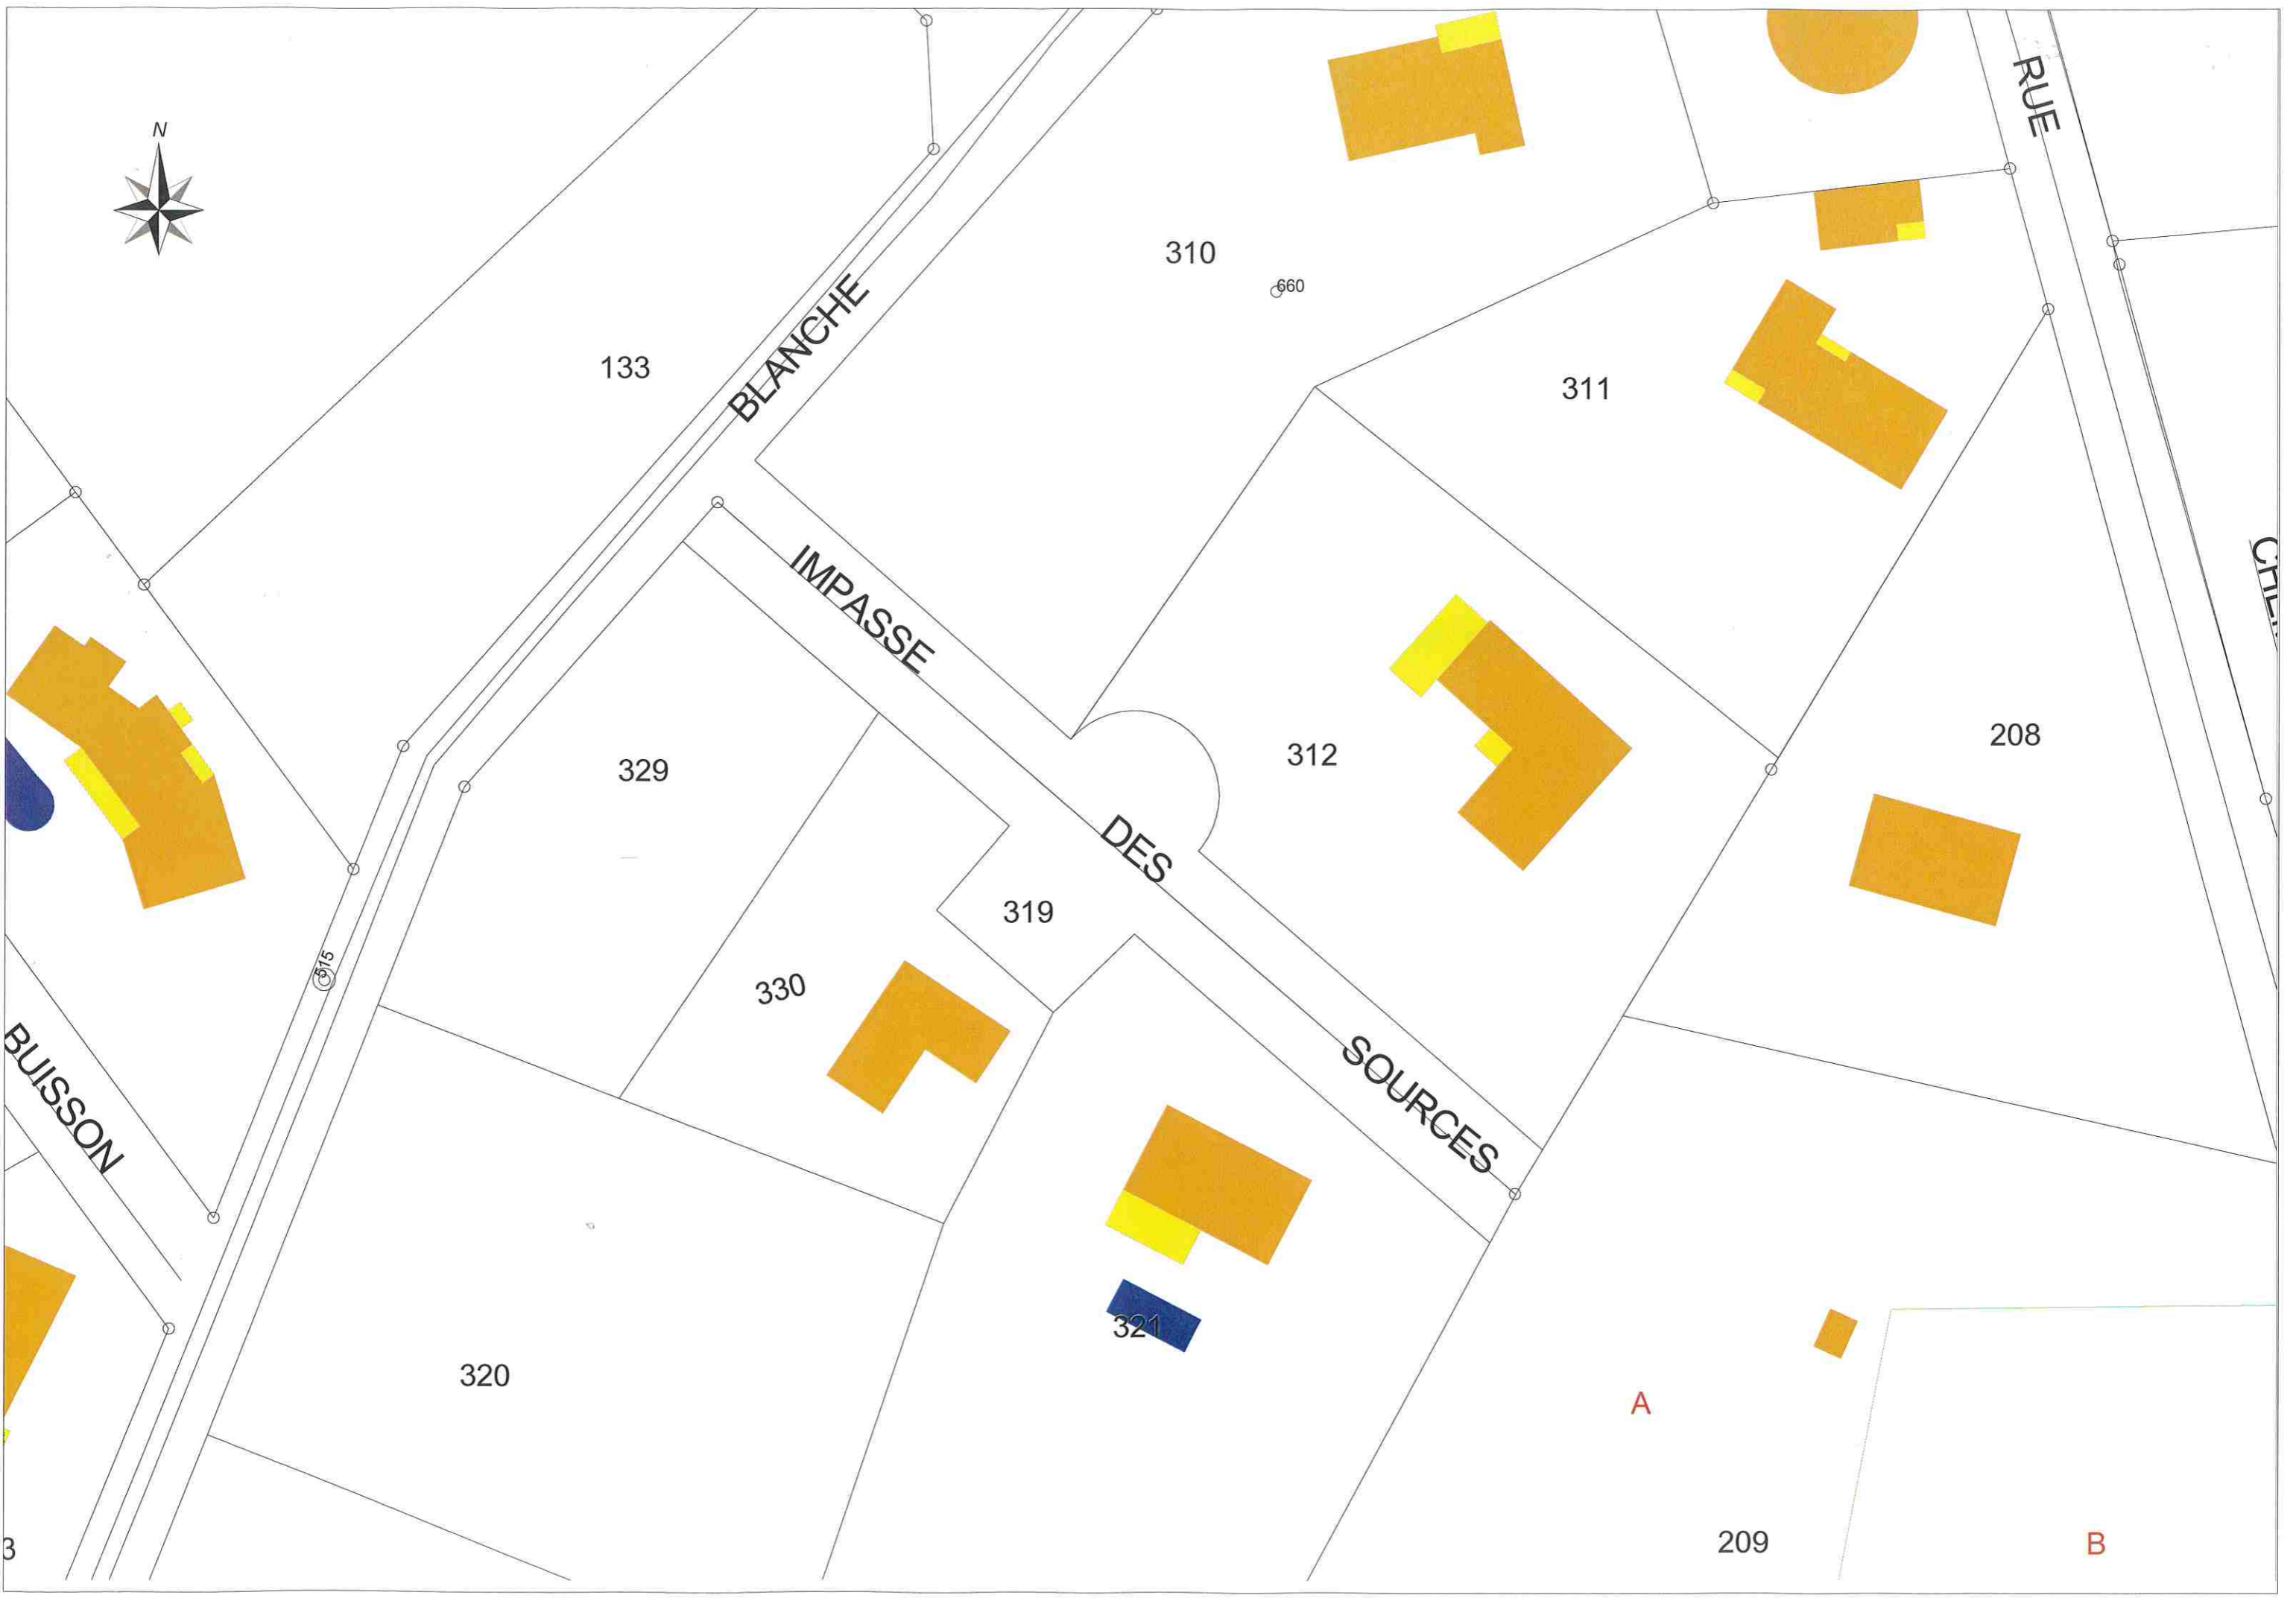 N
RUE
310
660
BLANCHE
133
311
IMPASSE
208
329
312
DES
319
515
330
SOURCES
BUISSON
321
320
A
209
B
3